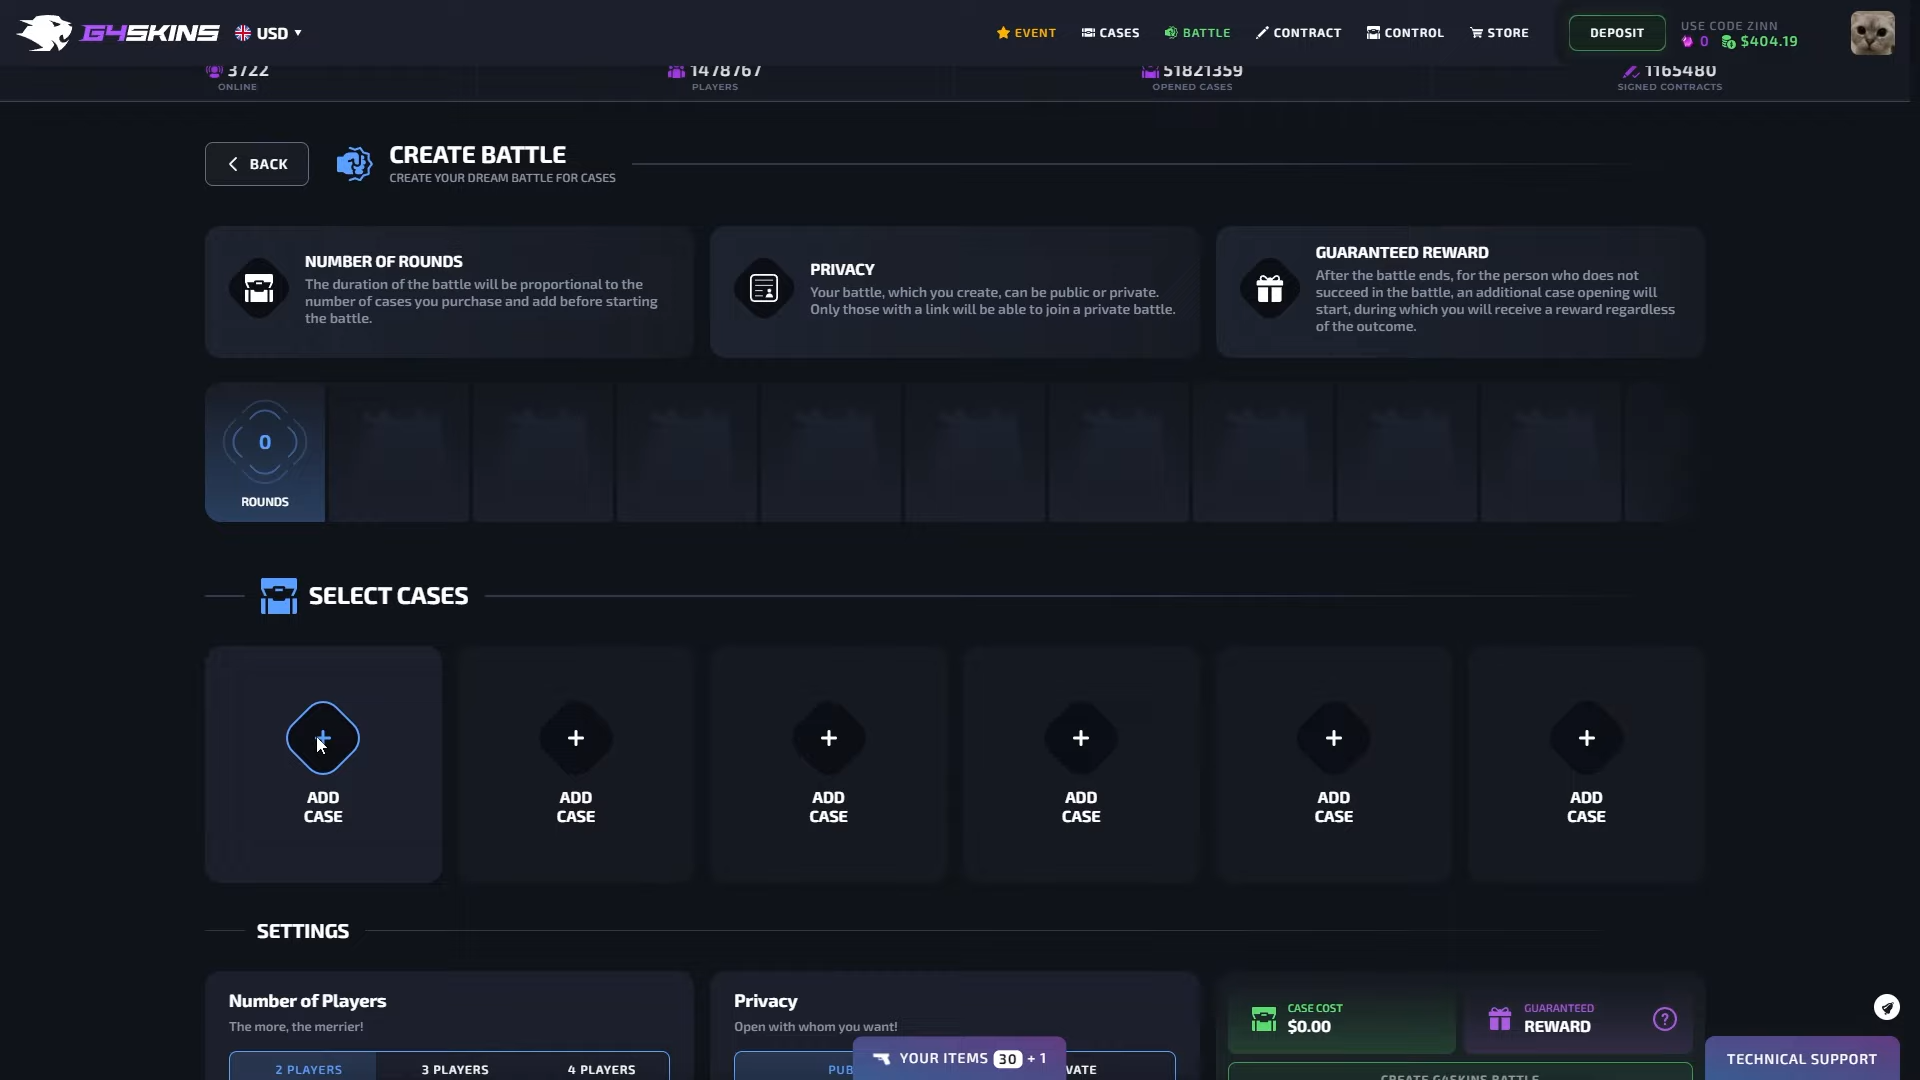 G4SKINS
USD
EVENT
CASES
BATTLE
CONTRACT
CONTROL
STORE
DEPOSIT
USE CODE ZINN
0 $404.19
3722
ONLINE
1478767
PLAYERS
51821359
OPENED CASES
1165480
SIGNED CONTRACTS
BACK
CREATE BATTLE
CREATE YOUR DREAM BATTLE FOR CASES
NUMBER OF ROUNDS
The duration of the battle will be proportional to the
number of cases you purchase and add before starting
the battle.
PRIVACY
Your battle, which you create, can be public or private.
Only those with a link will be able to join a private battle.
GUARANTEED REWARD
After the battle ends, for the person who does not
succeed in the battle, an additional case opening will
start, during which you will receive a reward regardless
of the outcome.
0
ROUNDS
SELECT CASES
ADD
CASE
ADD
CASE
ADD
CASE
ADD
CASE
ADD
CASE
ADD
CASE
SETTINGS
Number of Players
The more, the merrier!
2 PLAYERS
3 PLAYERS
4 PLAYERS
Privacy
Open with whom you want!
PUB
VATE
YOUR ITEMS 30 + 1
CASE COST
$0.00
GUARANTEED
REWARD
?
CREATE G4SKINS BATTLE
TECHNICAL SUPPORT